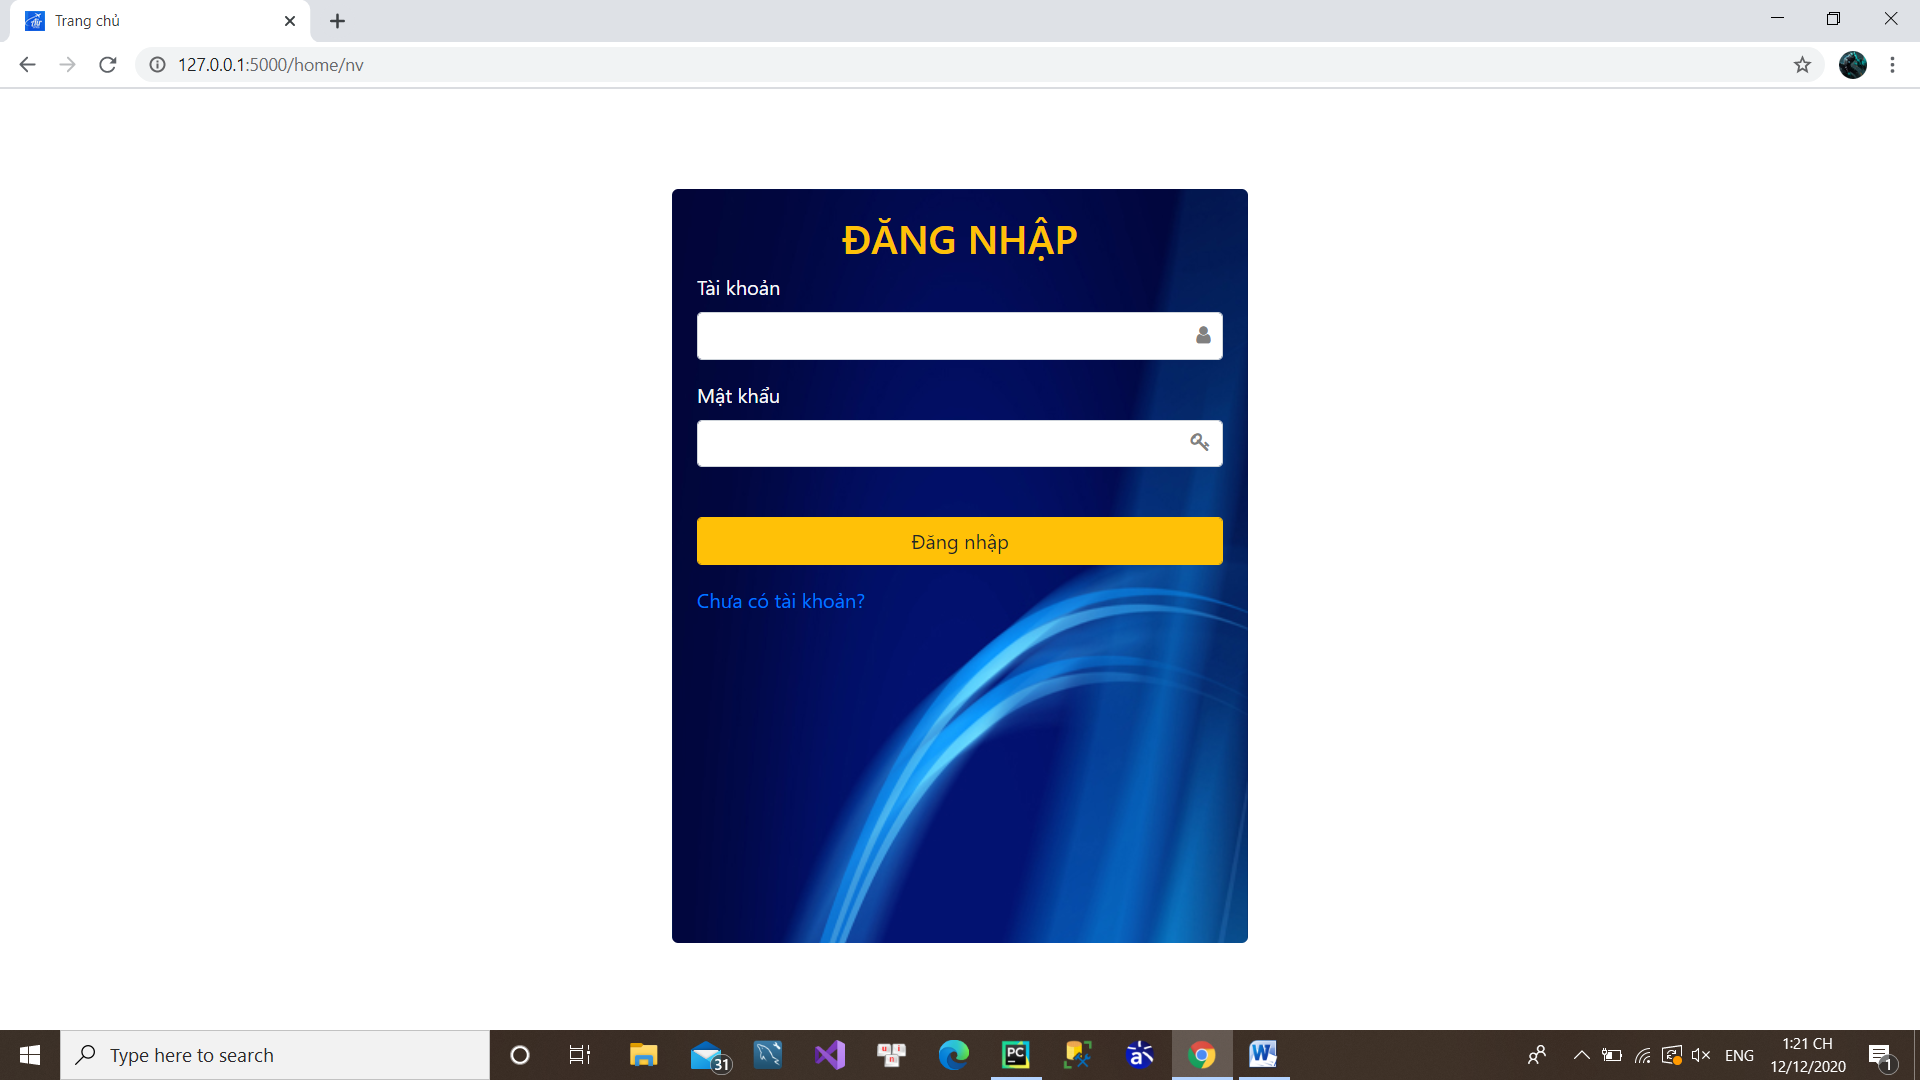 Trang chủ
127.0.0.1:5000/home/nv
ĐĂNG NHẬP
Tài khoản
Mật khẩu
Đăng nhập
Chưa có tài khoản?
Type here to search
31
PC
ENG
1:21 CH
12/12/2020
1